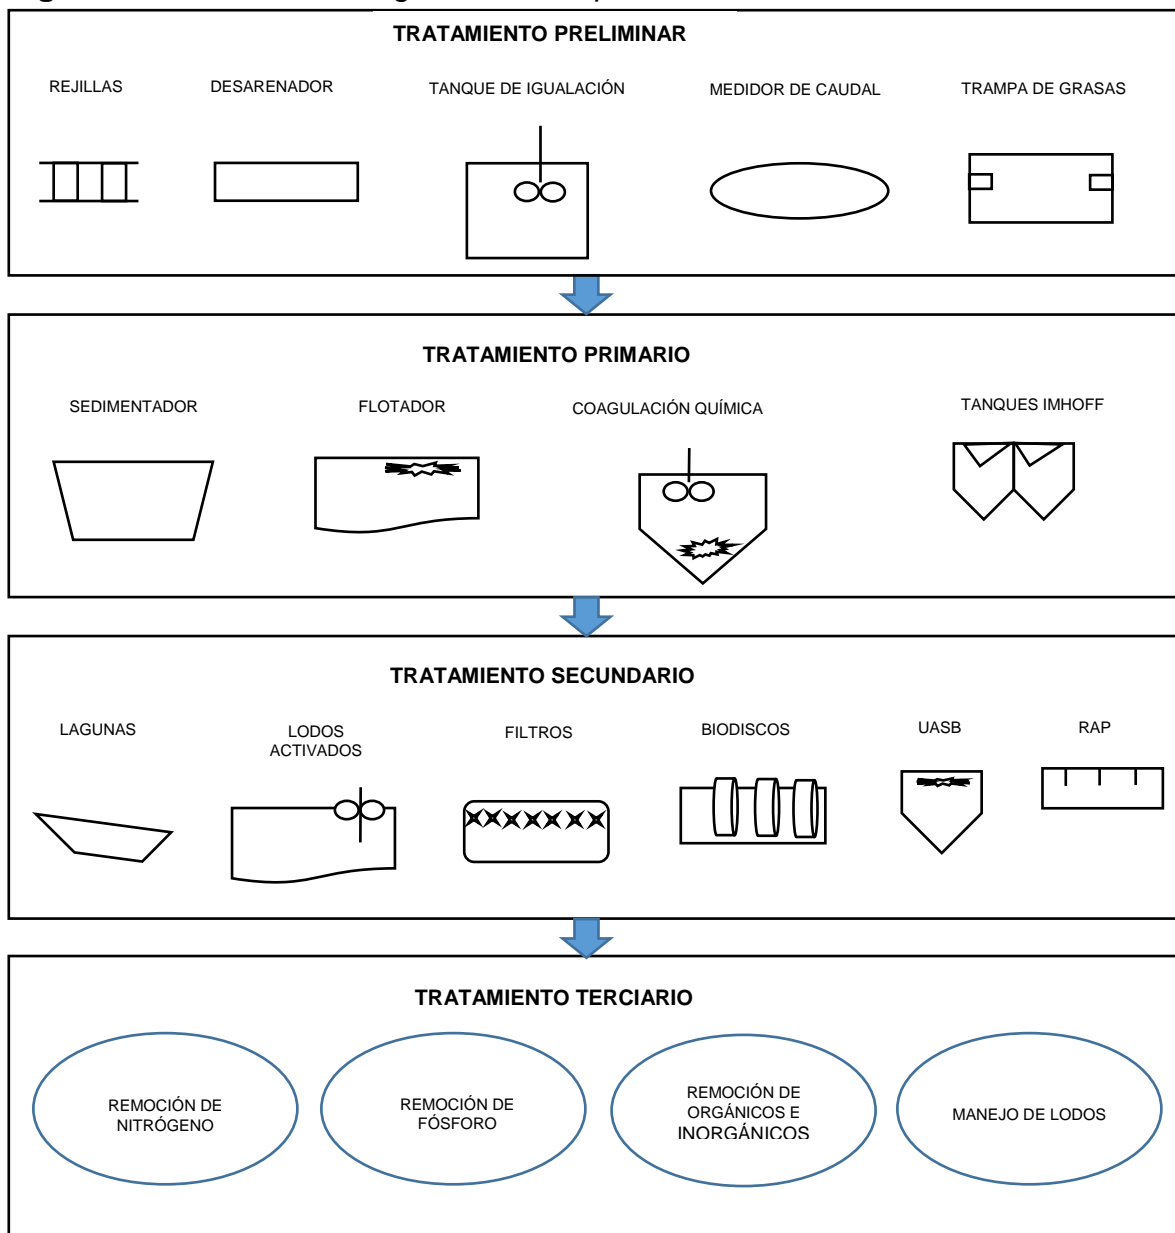 TRATAMIENTO PRELIMINAR
REJILLAS
DESARENADOR
TANQUE DE IGUALACIÓN
MEDIDOR DE CAUDAL
TRAMPA DE GRASAS
TRATAMIENTO PRIMARIO
SEDIMENTADOR
FLOTADOR
COAGULACIÓN QUÍMICA
TANQUES IMHOFF
TRATAMIENTO SECUNDARIO
LAGUNAS
LODOS
ACTIVADOS
FILTROS
BIODISCOS
UASB
RAP
TRATAMIENTO TERCIARIO
REMOCIÓN DE
NITRÓGENO
REMOCIÓN DE
FÓSFORO
REMOCIÓN DE
ORGÁNICOS E
INORGÁNICOS
MANEJO DE LODOS